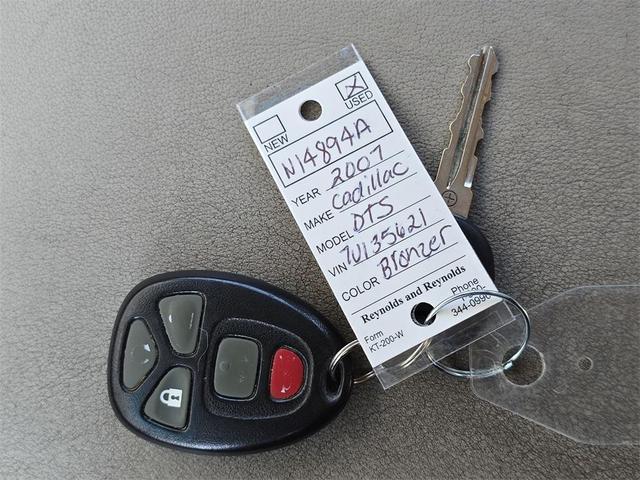 USED
NEW
N14894A
YEAR 2007
MAKE Cadillac
MODEL DTS
VIN 7U135621
COLOR Bronzer
Reynolds and Reynolds
Form
KT-200-W
Phone
344-0996